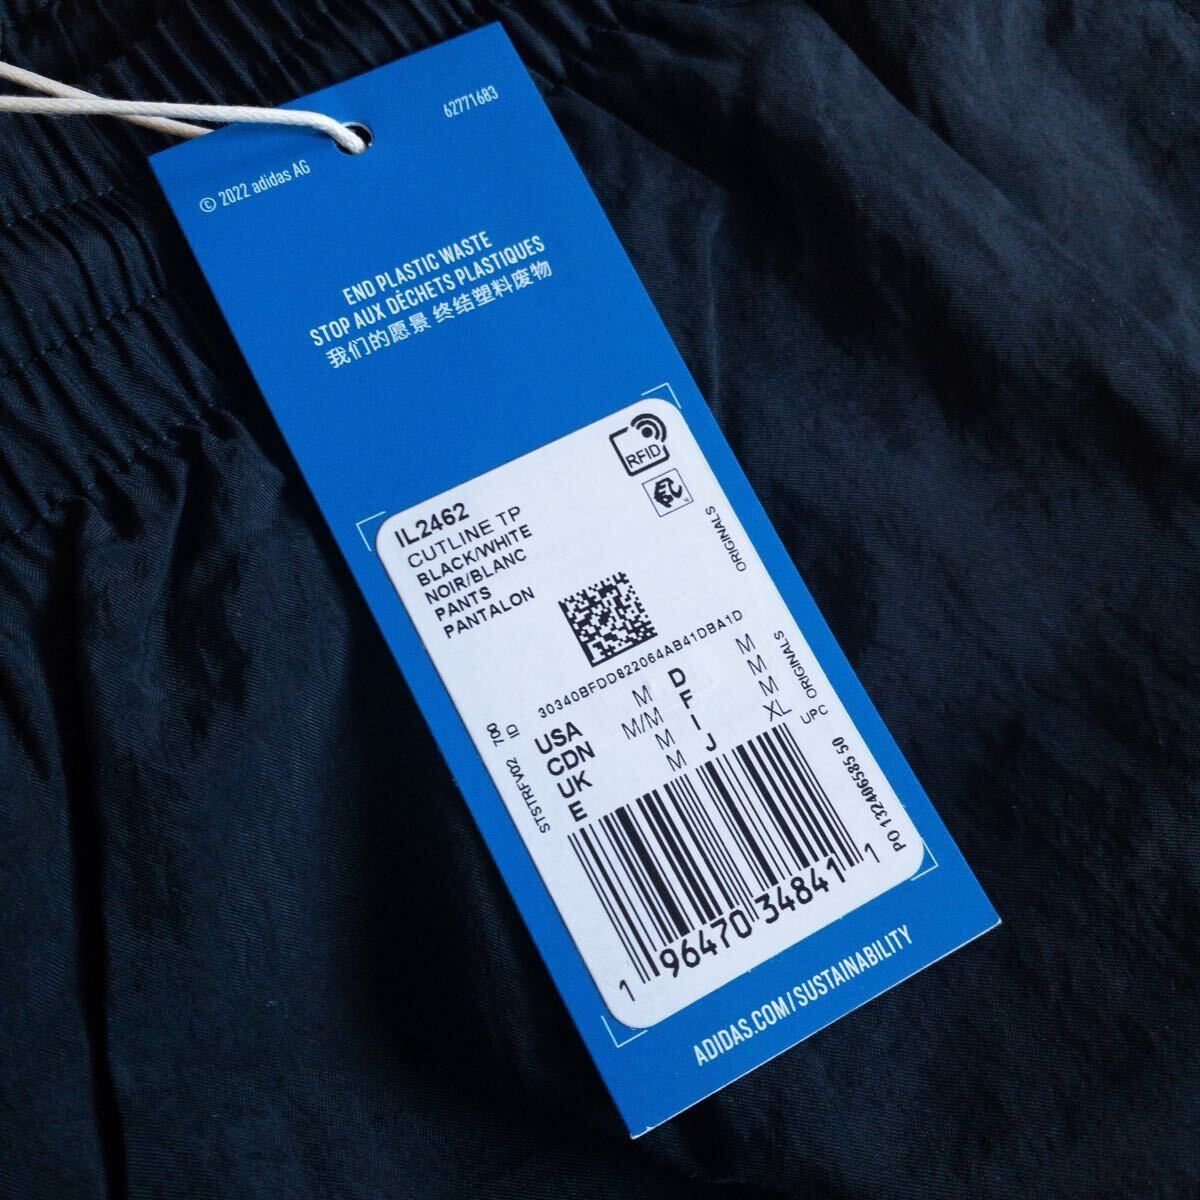 62771683
© 2022 adidas AG
END PLASTIC WASTE
STOP AUX DÉCHETS PLASTIQUES
我们的愿景 终结塑料废物
RFID
IL2462
CUTLINE TP
BLACK/WHITE
NOIR/BLANC
PANTS
PANTALON
ORIGINALS
30340BFDD822064AB41DBA1D
USA M D M
CDN M/M F M
UK M I M
E M J XL
ORIGINALS
UPC
ID
700
STSTRFV02
PO 1324065855 50
1 96470 34841 1
ADIDAS.COM/SUSTAINABILITY